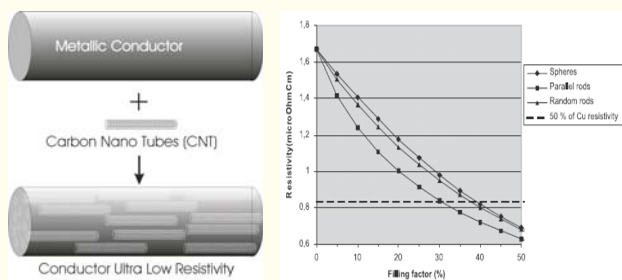 Metallic Conductor
+
Carbon Nano Tubes (CNT)
Conductor Ultra Low Resistivity
1,8
1,6
1,4
1,2
1
0,8
0,6
Resistivity(microOhmCm)
0
10
20
30
40
50
Filling factor (%)
Spheres
Parallel rods
Random rods
50 % of Cu resistivity